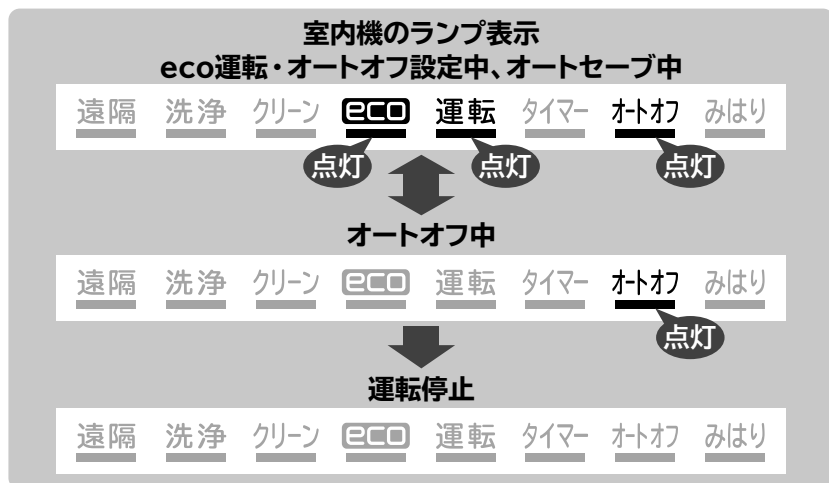 室内機のランプ表示
eco運転・オートオフ設定中、オートセーブ中
遠隔 洗浄 クリーン eco 運転 タイマー オートオフ みはり
点灯 点灯 点灯
オートオフ中
遠隔 洗浄 クリーン eco 運転 タイマー オートオフ みはり
点灯
運転停止
遠隔 洗浄 クリーン eco 運転 タイマー オートオフ みはり